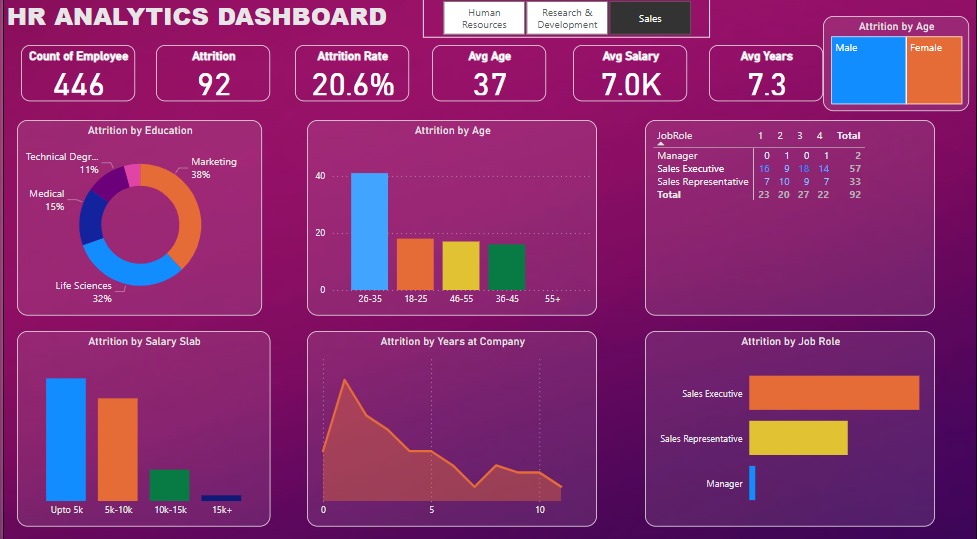 HR ANALYTICS DASHBOARD
Human
Resources
Research &
Development
Sales
Count of Employee
446
Attrition
92
Attrition Rate
20.6%
Avg Age
37
Avg Salary
7.0K
Avg Years
7.3
Attrition by Age
Male
Female
Attrition by Education
Technical Degr...
11%
Marketing
38%
Medical
15%
Life Sciences
32%
Attrition by Age
40
20
0
26-35 18-25 46-55 36-45 55+
JobRole 1 2 3 4 Total
Manager 0 1 0 1 2
Sales Executive 16 9 18 14 57
Sales Representative 7 10 9 7 33
Total 23 20 27 22 92
Attrition by Salary Slab
Upto 5k 5k-10k 10k-15k 15k+
Attrition by Years at Company
0 5 10
Attrition by Job Role
Sales Executive
Sales Representative
Manager